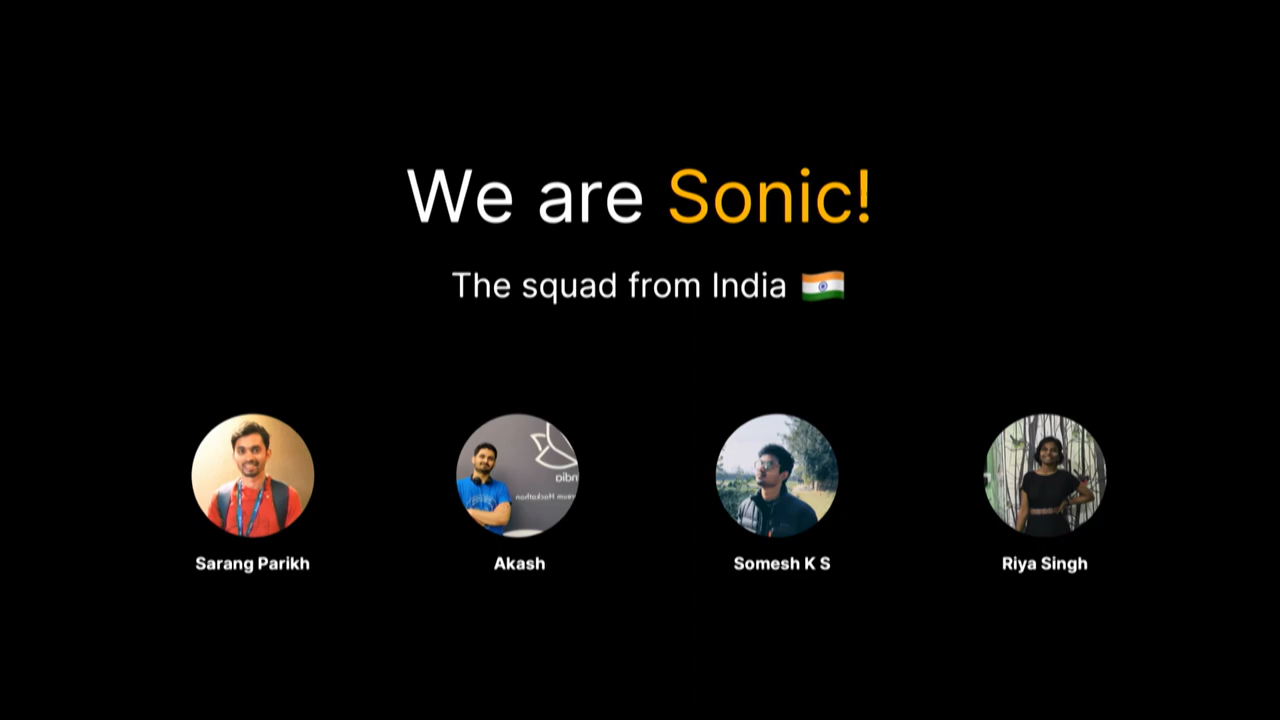 We are Sonic!
The squad from India 🇮🇳
Sarang Parikh
Akash
Somesh K S
Riya Singh